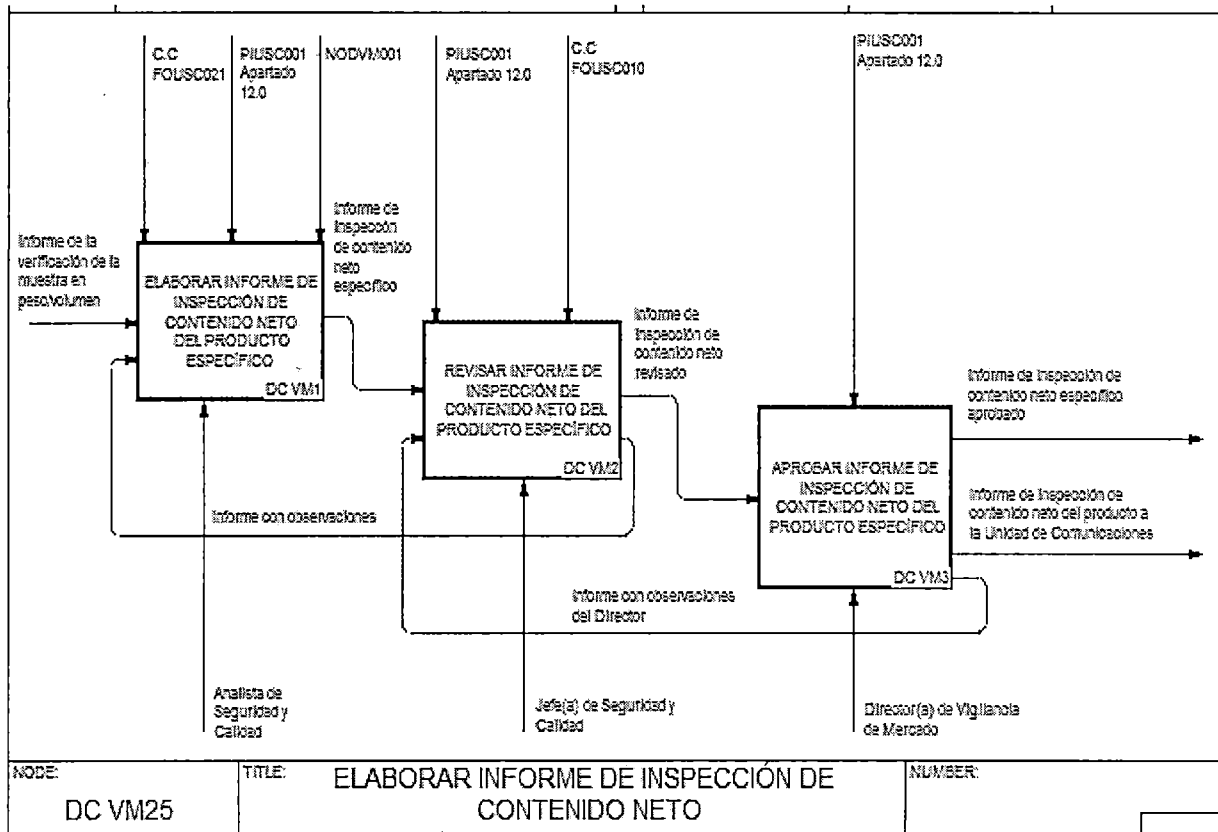 C.C
FOUSC021
PIUSC001
Apartado
12.0
NODVM001
PIUSC001
Apartado 12.0
C.C
FOUSC010
PIUSC001
Apartado 12.0
Informe de la
verificación de la
muestra en
peso/volumen
ELABORAR INFORME DE
INSPECCIÓN DE
CONTENIDO NETO
DEL PRODUCTO
ESPECÍFICO
DC VM1
Informe de
Inspección
de contenido
neto
específico
REVISAR INFORME DE
INSPECCIÓN DE
CONTENIDO NETO DEL
PRODUCTO ESPECÍFICO
DC VM2
Informe de
Inspección de
contenido neto
revisado
APROBAR INFORME DE
INSPECCIÓN DE
CONTENIDO NETO DEL
PRODUCTO ESPECÍFICO
DC VM3
Informe de Inspección de
contenido neto específico
aprobado
Informe de Inspección de
contenido neto del producto a
la Unidad de Comunicaciones
Informe con observaciones
Informe con observaciones
del Director
Analista de
Seguridad y
Calidad
Jefe(a) de Seguridad y
Calidad
Director(a) de Vigilancia
de Mercado
NODE:
DC VM25
TITLE:
ELABORAR INFORME DE INSPECCIÓN DE
CONTENIDO NETO
NUMBER: